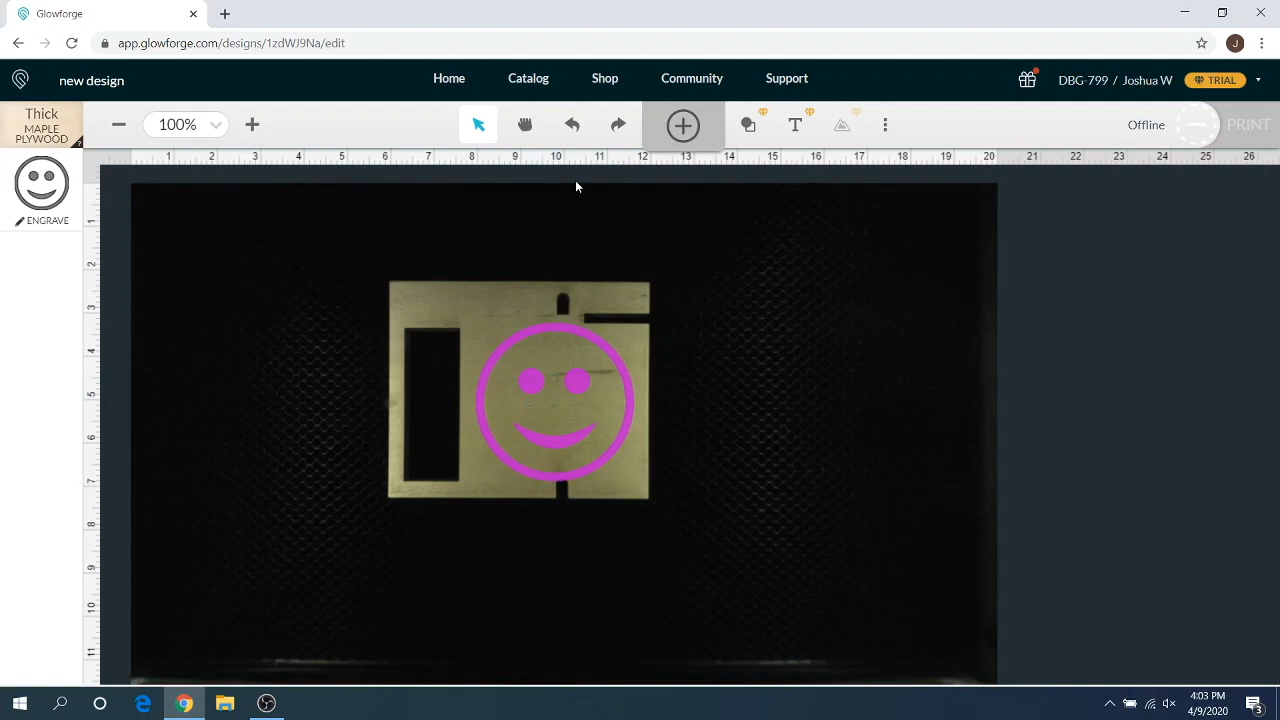 Glowforge
app.glowforge.com/designs/1zdWJ9Na/edit
J
new design
Home
Catalog
Shop
Community
Support
DBG-799 / Joshua W
TRIAL
Thick
MAPLE
PLYWOOD
?
100%
T
Offline
PRINT
1 2 3 4 5 6 7 8 9 10 11 12 13 14 15 16 17 18 19 20 21 22 23 24 25 26
ENGRAVE
1
2
3
4
5
6
7
8
9
10
11
4:03 PM
4/9/2020
3